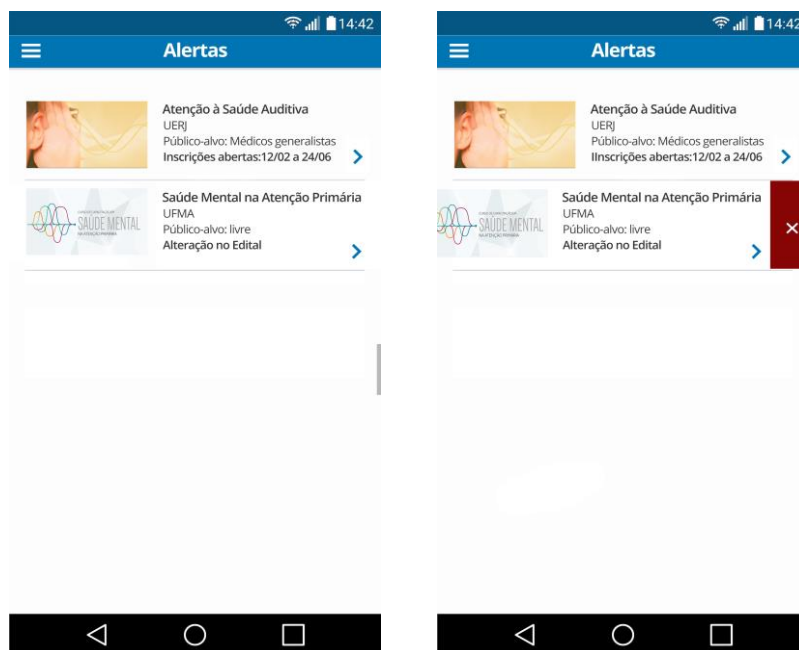 14:42
Alertas
Atenção à Saúde Auditiva
UERJ
Público-alvo: Médicos generalistas
Inscrições abertas:12/02 a 24/06
SAÚDE MENTAL
Saúde Mental na Atenção Primária
UFMA
Público-alvo: livre
Alteração no Edital
14:42
Alertas
Atenção à Saúde Auditiva
UERJ
Público-alvo: Médicos generalistas
IInscrições abertas:12/02 a 24/06
SAÚDE MENTAL
Saúde Mental na Atenção Primária
UFMA
Público-alvo: livre
Alteração no Edital